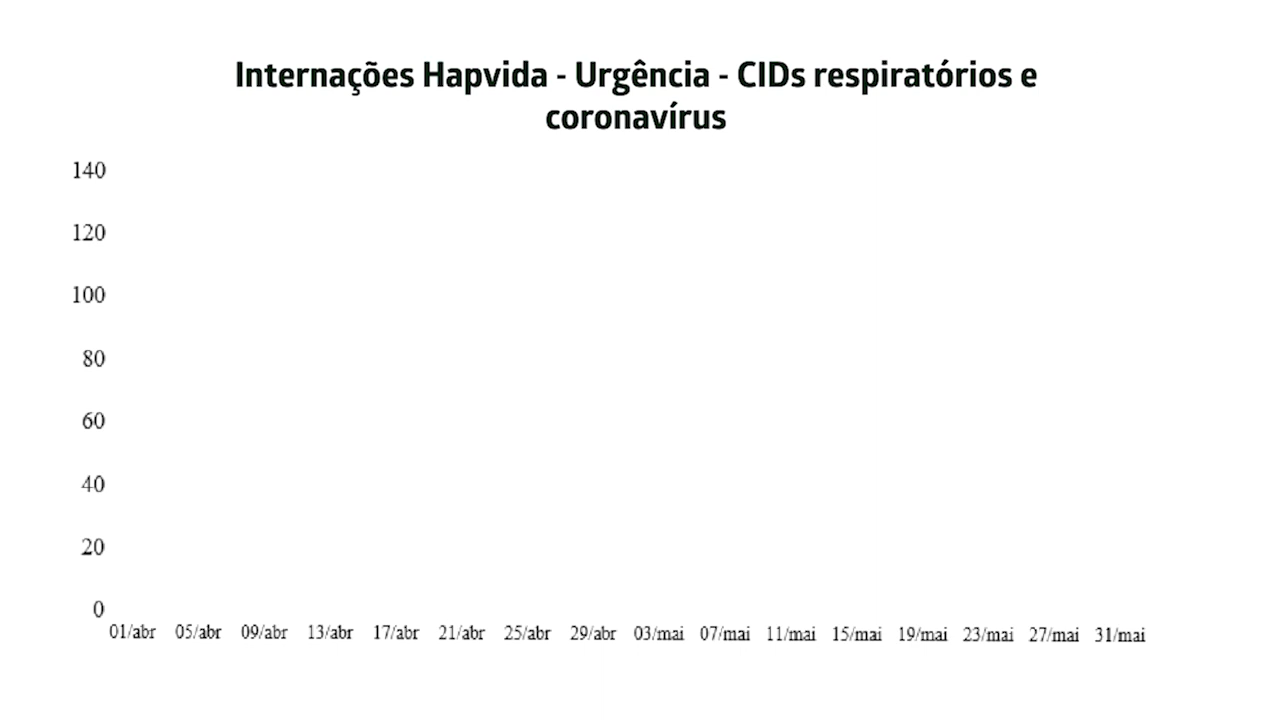 Internações Hapvida - Urgência - CIDs respiratórios e
coronavírus
140
120
100
80
60
40
20
0
01/abr 05/abr 09/abr 13/abr 17/abr 21/abr 25/abr 29/abr 03/mai 07/mai 11/mai 15/mai 19/mai 23/mai 27/mai 31/mai